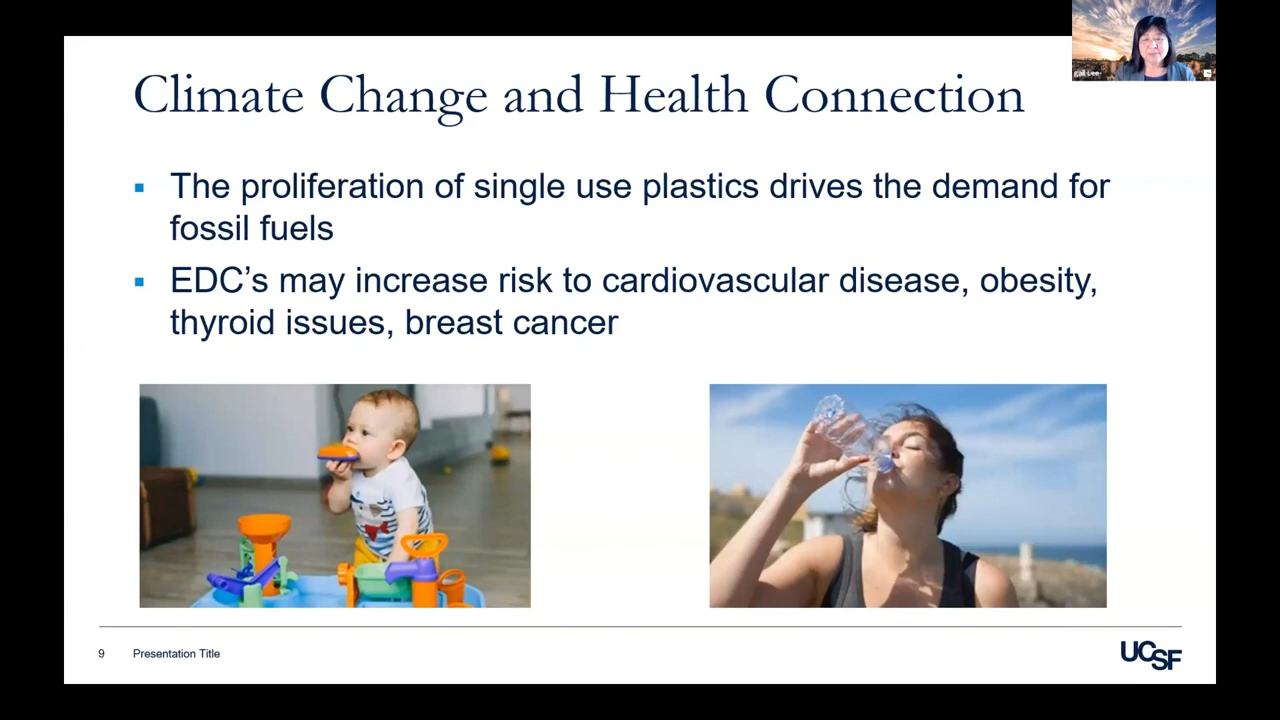 Climate Change and Health Connection
The proliferation of single use plastics drives the demand for
fossil fuels
EDC’s may increase risk to cardiovascular disease, obesity,
thyroid issues, breast cancer
9 Presentation Title
UCSF